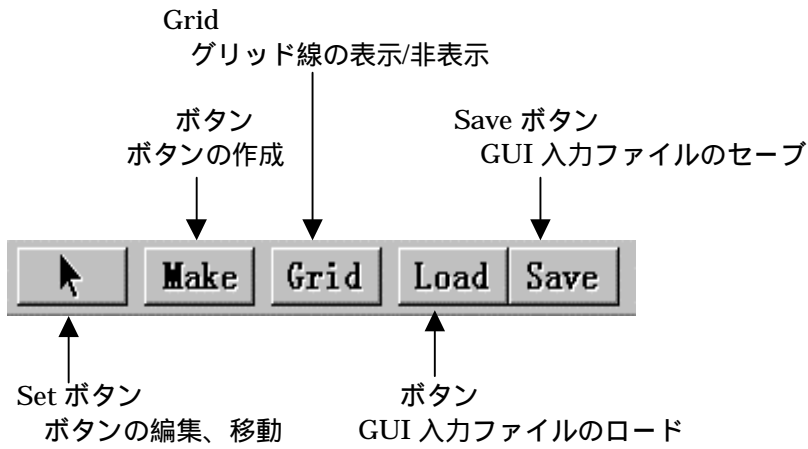 Grid
グリッド線の表示/非表示
ボタン
ボタンの作成
Save ボタン
GUI 入力ファイルのセーブ
Make Grid Load Save
Set ボタン
ボタンの編集、移動
ボタン
GUI 入力ファイルのロード